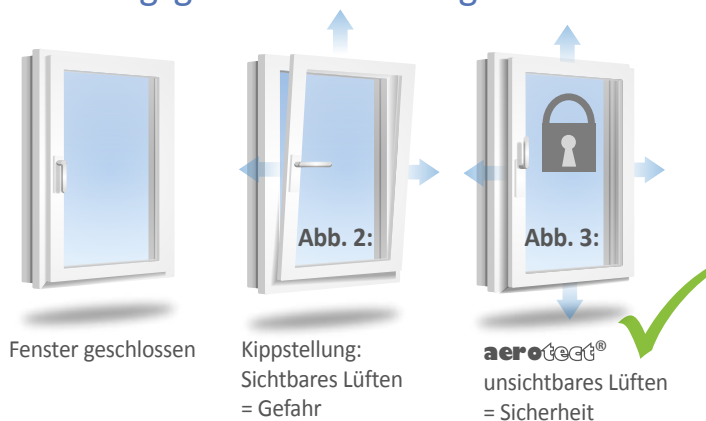 Abb. 2:
Abb. 3:
Fenster geschlossen
Kippstellung:
Sichtbares Lüften
= Gefahr
aerotect®
unsichtbares Lüften
= Sicherheit